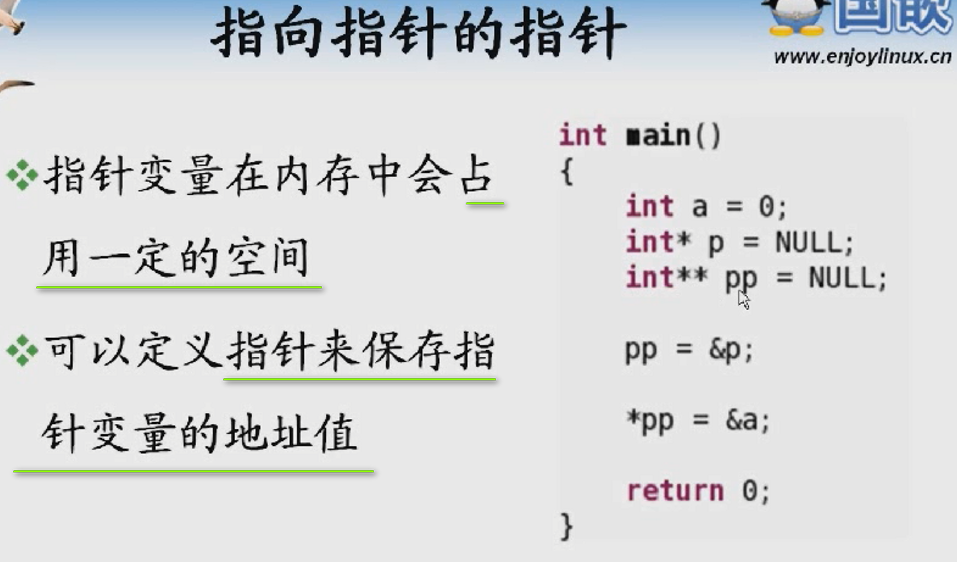 指向指针的指针
国嵌
www.enjoylinux.cn
指针变量在内存中会占
用一定的空间
可以定义指针来保存指
针变量的地址值
int main()
{
    int a = 0;
    int* p = NULL;
    int** pp = NULL;
    pp = &p;
    *pp = &a;
    return 0;
}